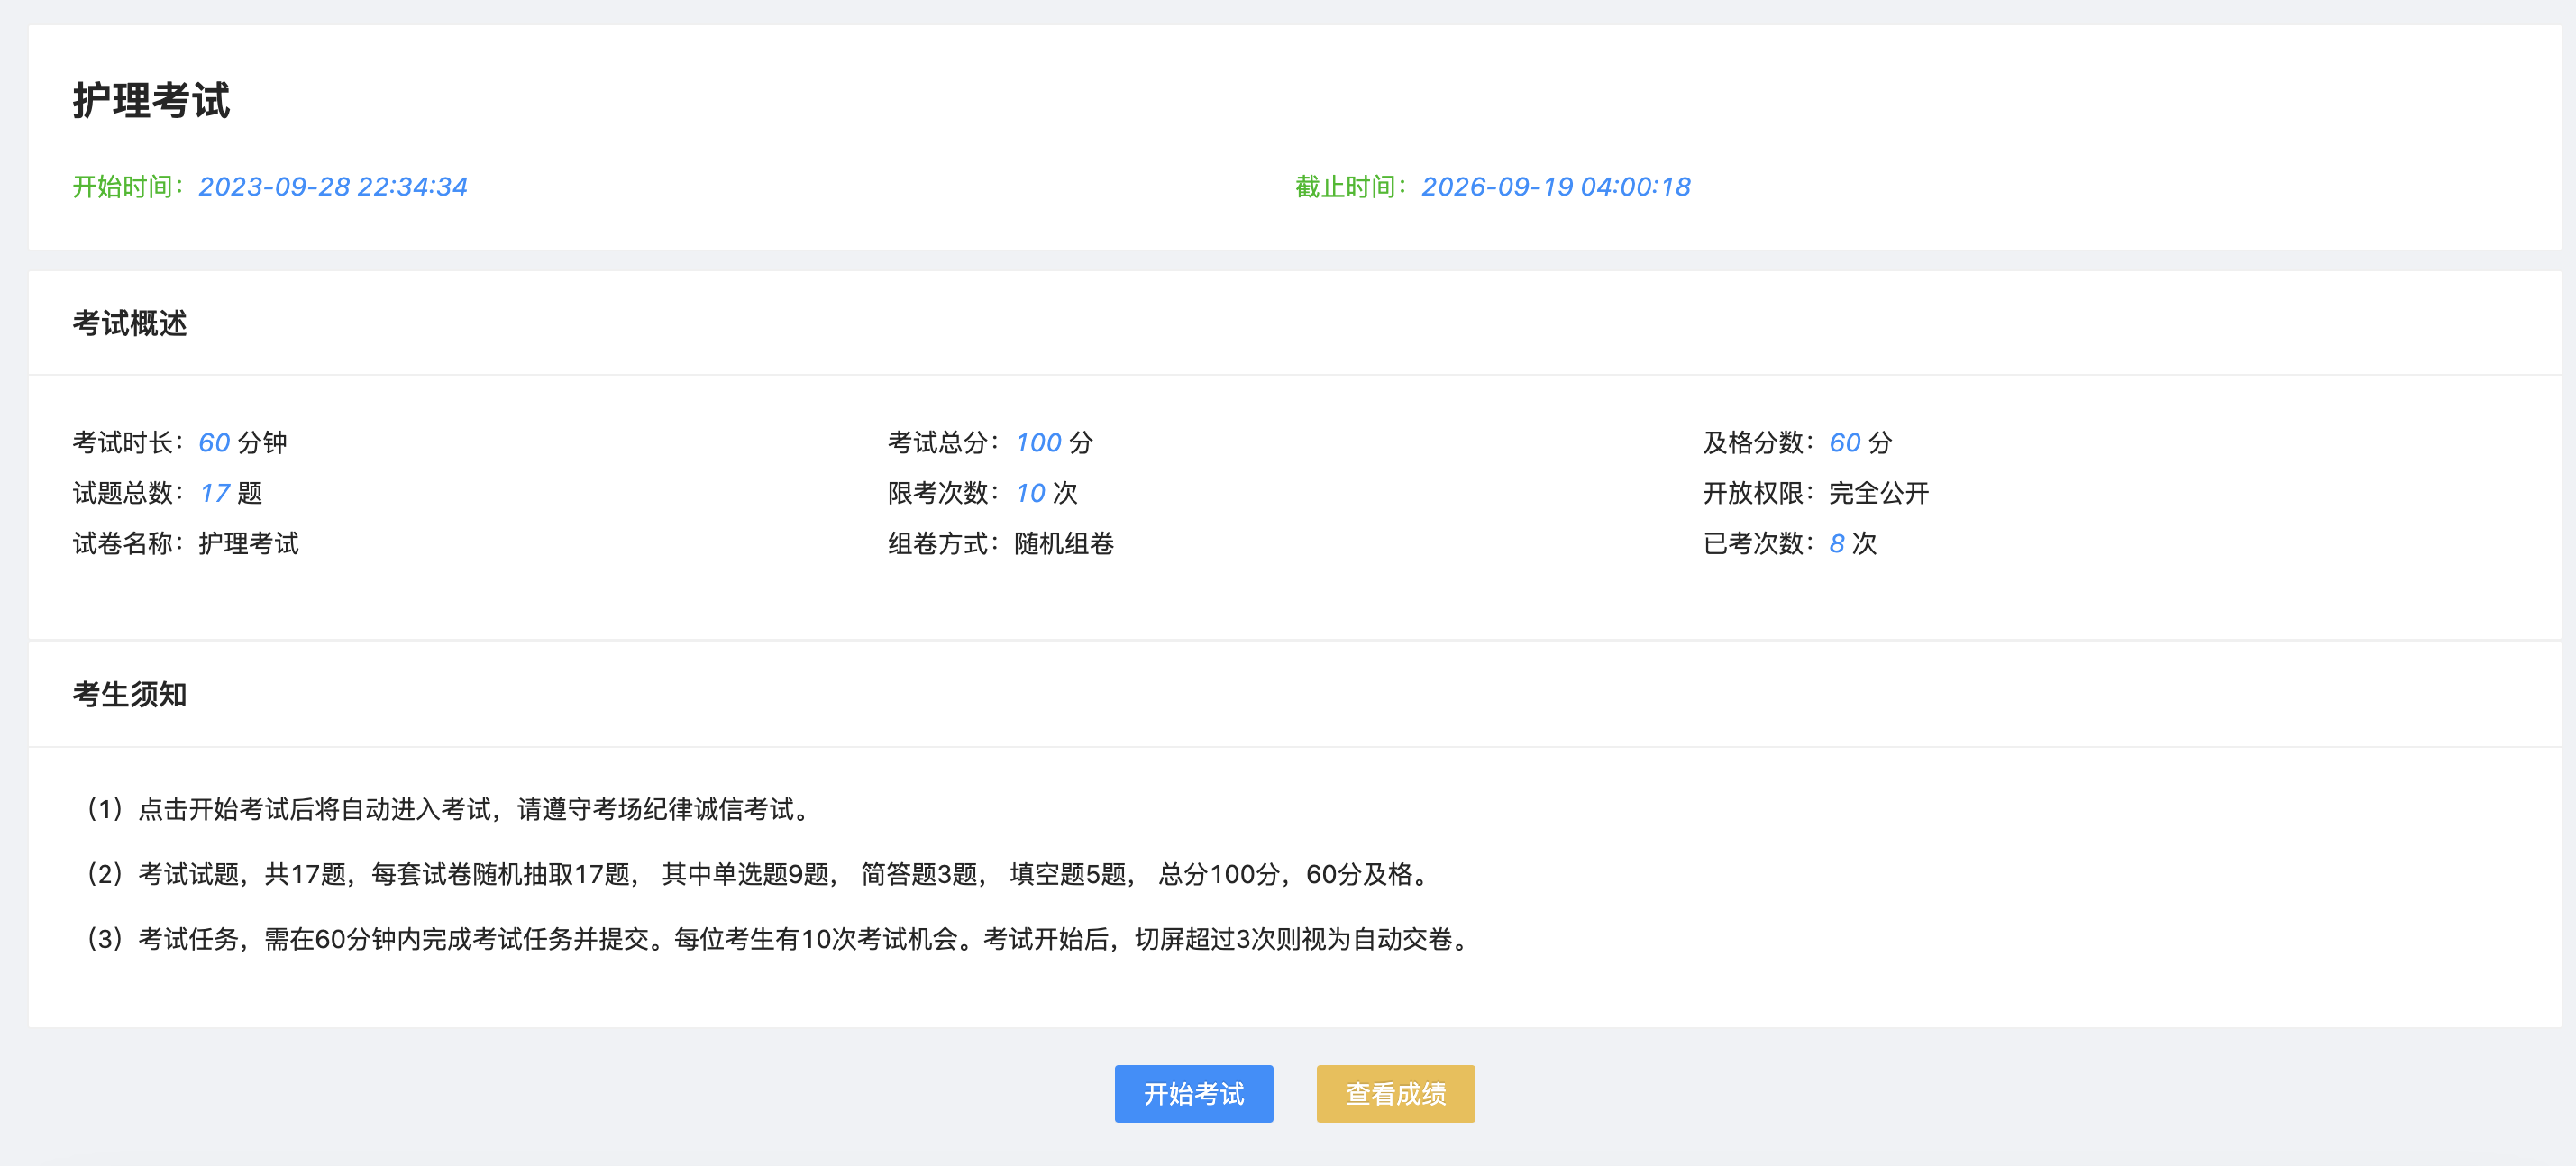 护理考试
开始时间：2023-09-28 22:34:34 截止时间：2026-09-19 04:00:18
考试概述
考试时长：60 分钟 考试总分：100 分 及格分数：60 分
试题总数：17 题 限考次数：10 次 开放权限：完全公开
试卷名称：护理考试 组卷方式：随机组卷 已考次数：8 次
考生须知
（1）点击开始考试后将自动进入考试，请遵守考场纪律诚信考试。
（2）考试试题，共17题，每套试卷随机抽取17题， 其中单选题9题， 简答题3题， 填空题5题， 总分100分，60分及格。
（3）考试任务，需在60分钟内完成考试任务并提交。每位考生有10次考试机会。考试开始后，切屏超过3次则视为自动交卷。
开始考试 查看成绩